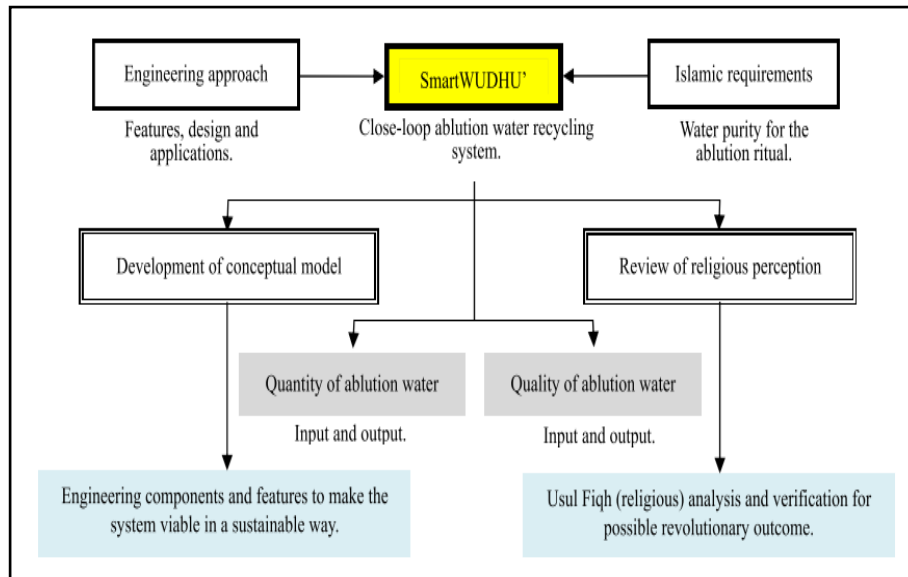 Engineering approach
SmartWUDHU’
Islamic requirements
Features, design and
applications.
Close-loop ablution water recycling
system.
Water purity for the
ablution ritual.
Development of conceptual model
Review of religious perception
Quantity of ablution water
Quality of ablution water
Input and output.
Input and output.
Engineering components and features to make the
system viable in a sustainable way.
Usul Fiqh (religious) analysis and verification for
possible revolutionary outcome.